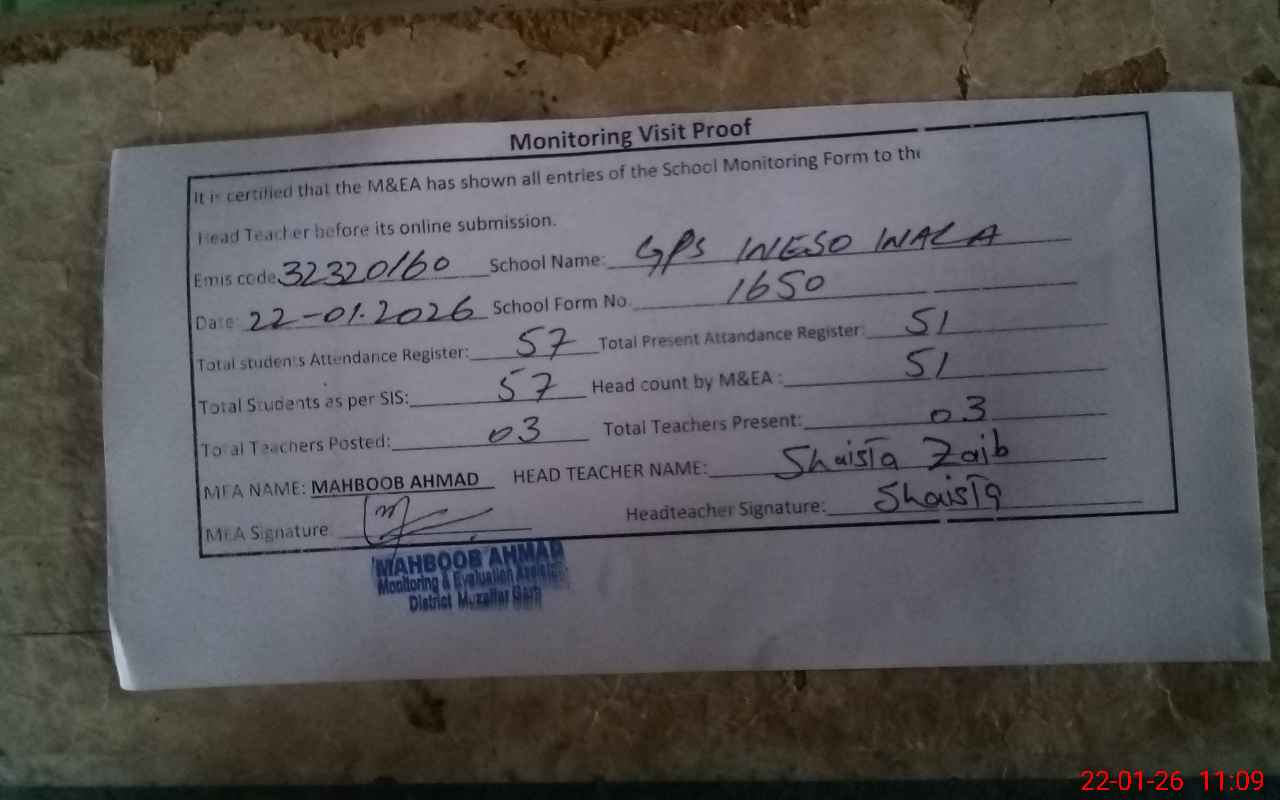 Monitoring Visit Proof
It is certified that the M&EA has shown all entries of the School Monitoring Form to the
Head Teacher before its online submission.
Emis code 32320160 School Name: GPS WESO WALA
Date: 22-01.2026 School Form No. 1650
Total students Attendance Register: 57 Total Present Attandance Register: 51
Total Students as per SIS: 57 Head count by M&EA : 51
Total Teachers Posted: 03 Total Teachers Present: 03
MEA NAME: MAHBOOB AHMAD HEAD TEACHER NAME: Shaista Zaib
MEA Signature Headteacher Signature: Shaista
MAHBOOB AHMAD
Monitoring & Evaluation Assistant
District Muzaffar Garh
22-01-26 11:09